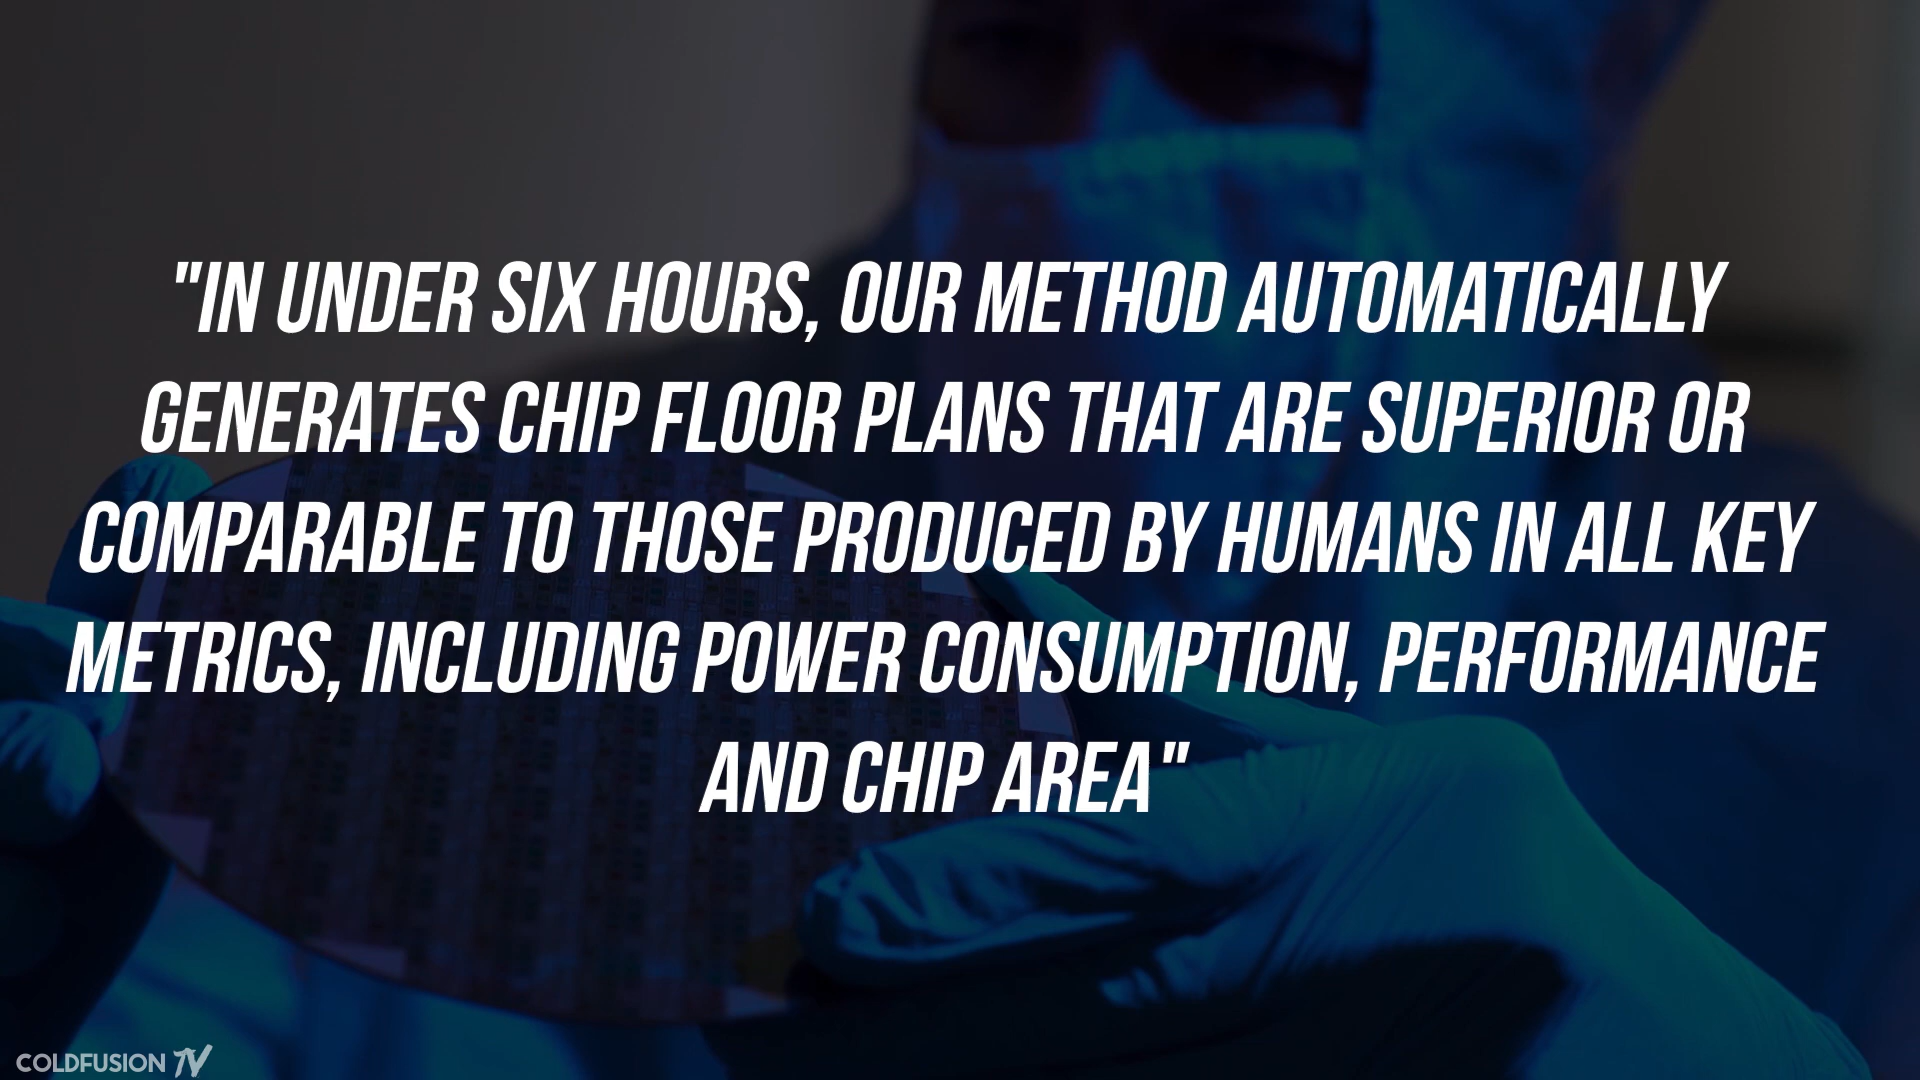 "IN UNDER SIX HOURS, OUR METHOD AUTOMATICALLY
GENERATES CHIP FLOOR PLANS THAT ARE SUPERIOR OR
COMPARABLE TO THOSE PRODUCED BY HUMANS IN ALL KEY
METRICS, INCLUDING POWER CONSUMPTION, PERFORMANCE
AND CHIP AREA"
COLDFUSION TV